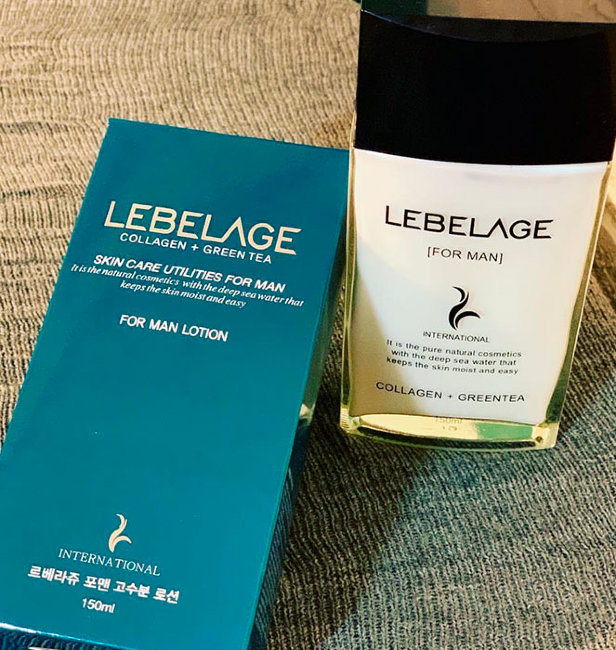 LEBELAGE
COLLAGEN + GREEN TEA
SKIN CARE UTILITIES FOR MAN
It is the natural cosmetics with the deep sea water that
keeps the skin moist and easy
FOR MAN LOTION
INTERNATIONAL
르베라쥬 포맨 고수분 로션
150ml
LEBELAGE
[FOR MAN]
INTERNATIONAL
It is the pure natural cosmetics
with the deep sea water that
keeps the skin moist and easy
COLLAGEN + GREENTEA
150ml